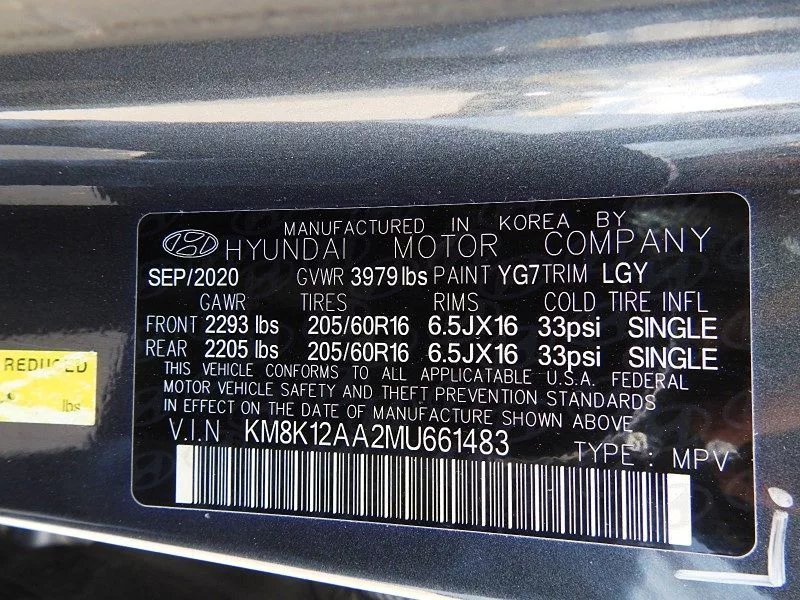 MANUFACTURED IN KOREA BY
HYUNDAI MOTOR COMPANY
SEP/2020 GVWR 3979 lbs PAINT YG7 TRIM LGY
GAWR TIRES RIMS COLD TIRE INFL
FRONT 2293 lbs 205/60R16 6.5JX16 33psi SINGLE
REAR 2205 lbs 205/60R16 6.5JX16 33psi SINGLE
THIS VEHICLE CONFORMS TO ALL APPLICATABLE U.S.A. FEDERAL
MOTOR VEHICLE SAFETY AND THEFT PREVENTION STANDARDS
IN EFFECT ON THE DATE OF MANUFACTURE SHOWN ABOVE
V.I.N KM8K12AA2MU661483 TYPE : MPV
REDUCED
lbs